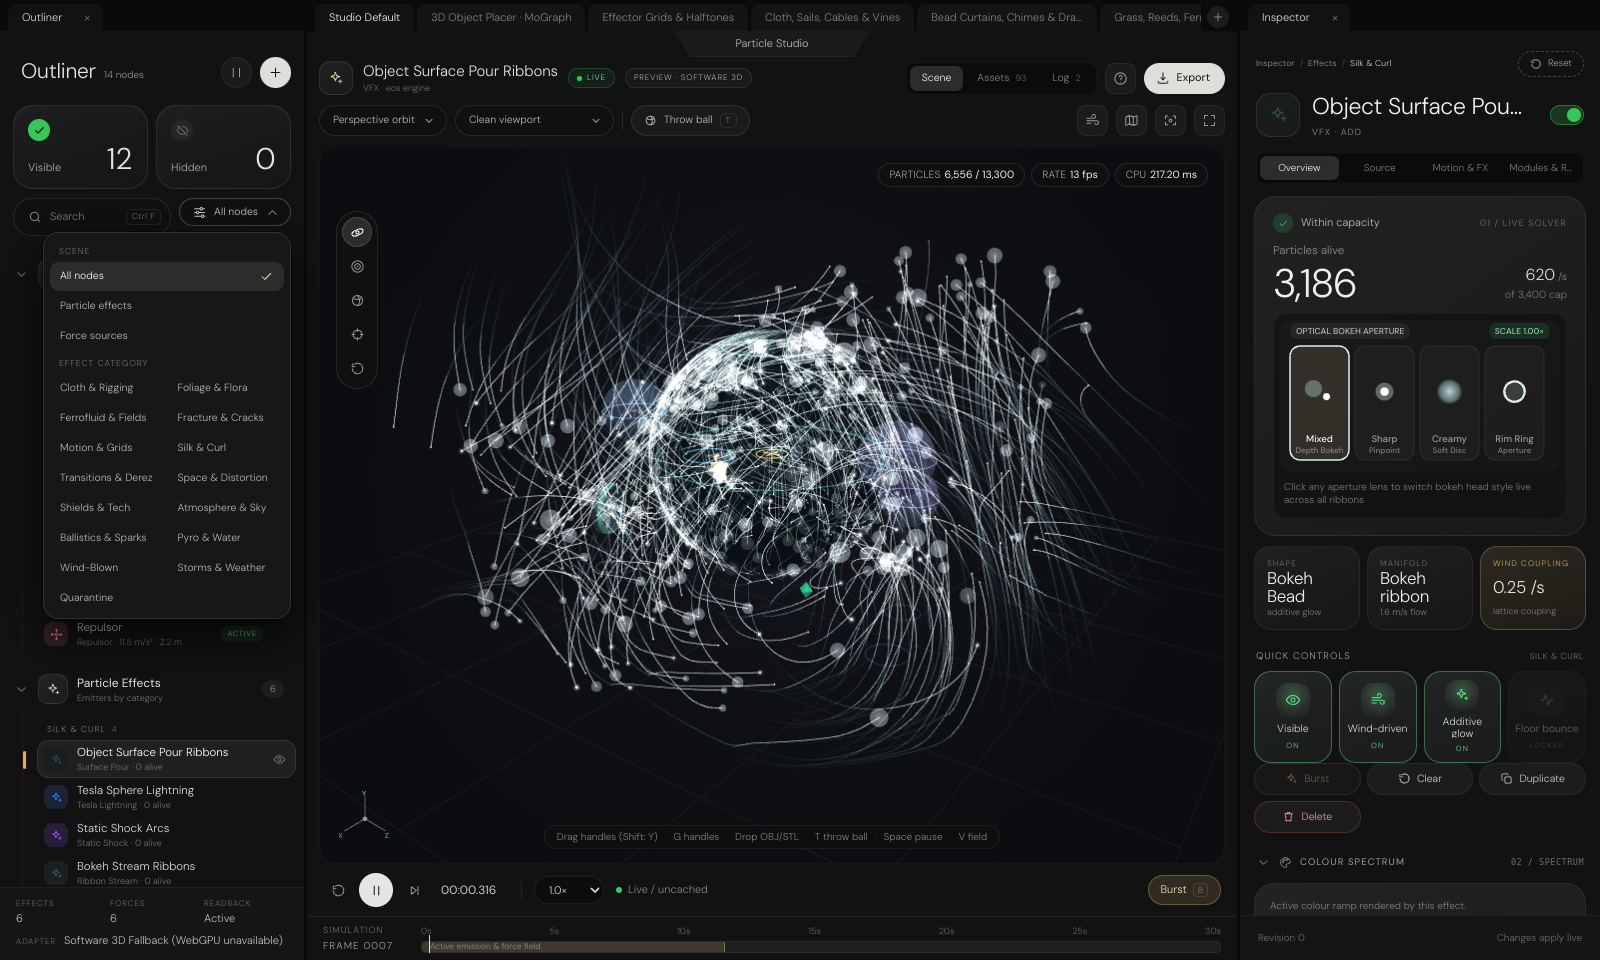 Outliner ×
Studio Default
3D Object Placer · MoGraph
Effector Grids & Halftones
Cloth, Sails, Cables & Vines
Bead Curtains, Chimes & Dra…
Grass, Reeds, Fer
Inspector ×
Particle Studio
Outliner 14 nodes
Visible 12
Hidden 0
Search Ctrl F
All nodes
SCENE
All nodes
Particle effects
Force sources
EFFECT CATEGORY
Cloth & Rigging Foliage & Flora
Ferrofluid & Fields Fracture & Cracks
Motion & Grids Silk & Curl
Transitions & Derez Space & Distortion
Shields & Tech Atmosphere & Sky
Ballistics & Sparks Pyro & Water
Wind-Blown Storms & Weather
Quarantine
Repulsor
Repulsor · 11.5 m/s² · 2.2 m
ACTIVE
Particle Effects
Emitters by category
6
SILK & CURL 4
Object Surface Pour Ribbons
Surface Pour · 0 alive
Tesla Sphere Lightning
Tesla Lightning · 0 alive
Static Shock Arcs
Static Shock · 0 alive
Bokeh Stream Ribbons
Ribbon Stream · 0 alive
EFFECTS FORCES READBACK
6 6 Active
ADAPTER Software 3D Fallback (WebGPU unavailable)
Object Surface Pour Ribbons
VFX · eos engine
LIVE
PREVIEW · SOFTWARE 3D
Scene Assets 93 Log 2
Export
Perspective orbit
Clean viewport
Throw ball T
PARTICLES 6,556 / 13,300
RATE 13 fps
CPU 217.20 ms
Y
X Z
Drag handles (Shift: Y) · G handles · Drop OBJ/STL · T throw ball · Space pause · V field
00:00.316
1.0×
Live / uncached
Burst B
SIMULATION 0s 5s 10s 15s 20s 25s 30s
FRAME 0007 Active emission & force field
Inspector / Effects / Silk & Curl
Reset
Object Surface Pou…
VFX · ADD
Overview Source Motion & FX Modules & R…
Within capacity 01 / LIVE SOLVER
Particles alive
3,186
620 /s
of 3,400 cap
OPTICAL BOKEH APERTURE SCALE 1.00×
Mixed Sharp Creamy Rim Ring
Depth Bokeh Pinpoint Soft Disc Aperture
Click any aperture lens to switch bokeh head style live
across all ribbons
SHAPE
Bokeh
Bead
additive glow
MANIFOLD
Bokeh
ribbon
1.6 m/s flow
WIND COUPLING
0.25 /s
lattice coupling
QUICK CONTROLS SILK & CURL
Visible
ON
Wind-driven
ON
Additive
glow
ON
Floor bounce
LOCKED
Burst Clear Duplicate
Delete
COLOUR SPECTRUM 02 / SPECTRUM
Active colour ramp rendered by this effect.
Revision 0 Changes apply live